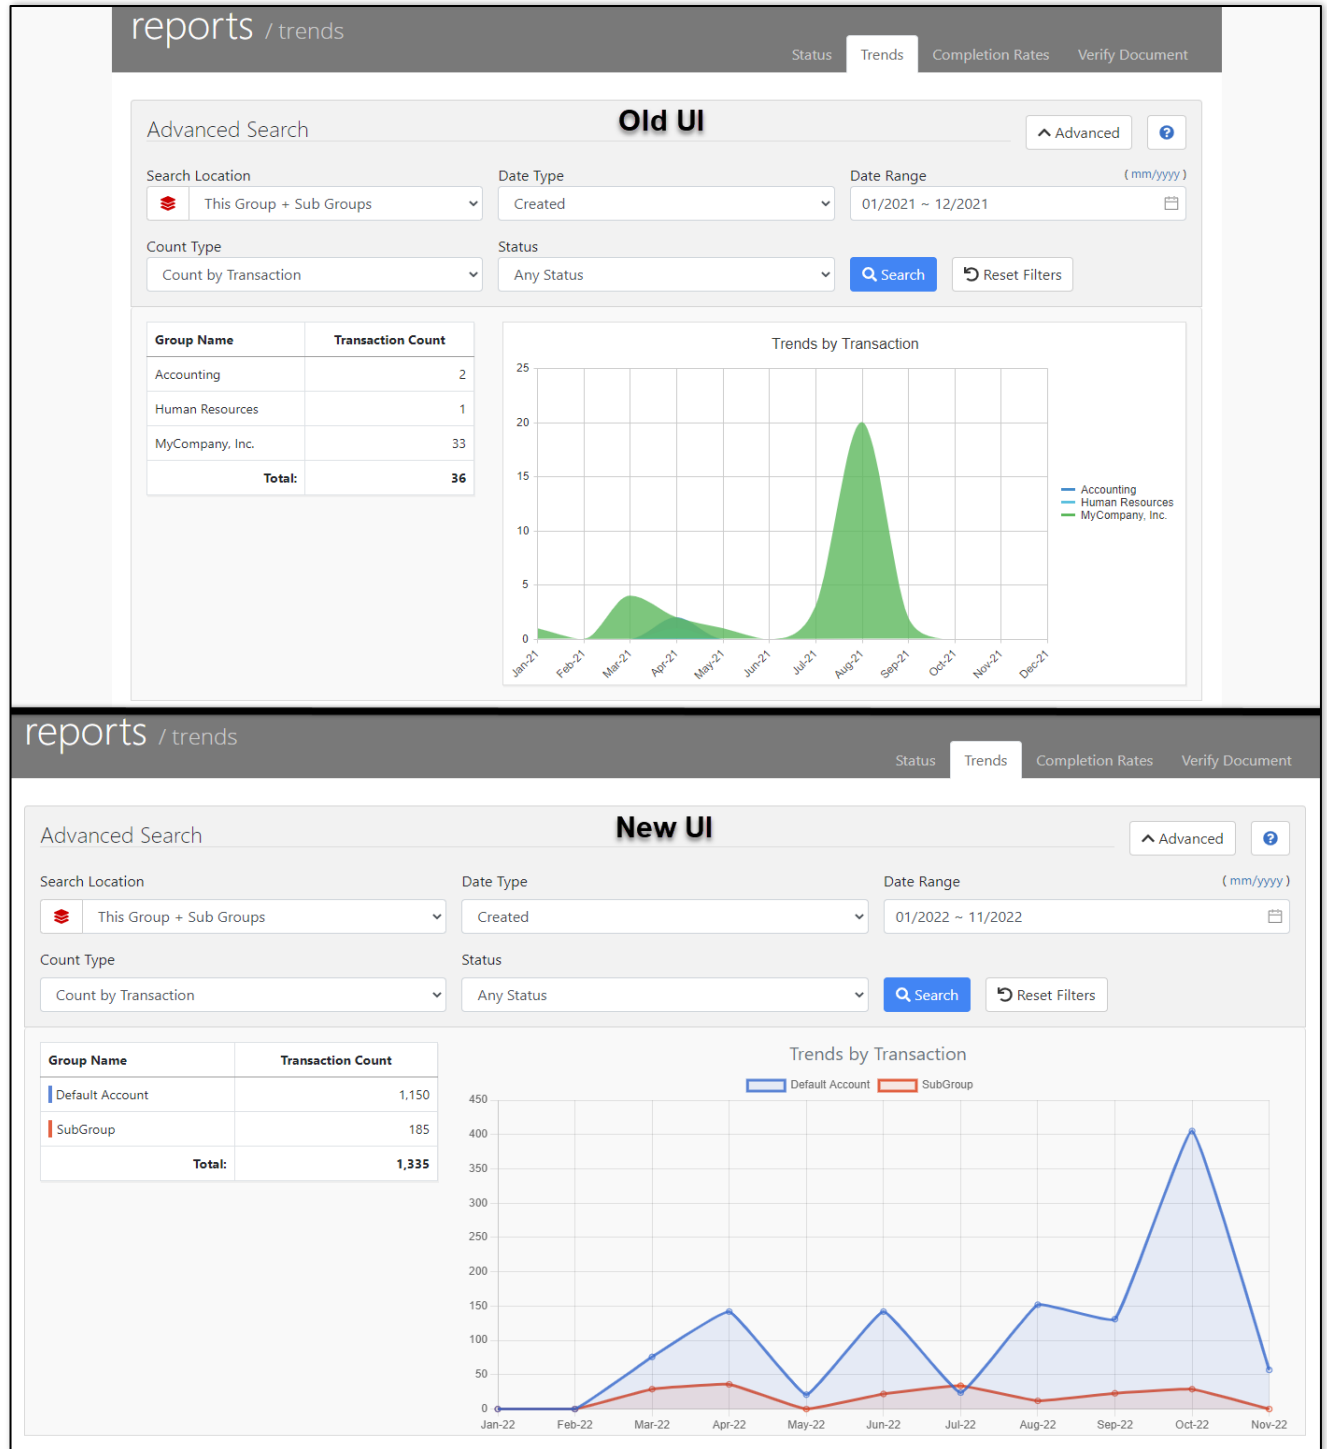 reports / trends
Status Trends Completion Rates Verify Document
Old UI
Advanced Search
Advanced
Search Location Date Type Date Range ( mm/yyyy )
This Group + Sub Groups Created 01/2021 ~ 12/2021
Count Type Status
Count by Transaction Any Status Search Reset Filters
Group Name Transaction Count
Accounting 2
Human Resources 1
MyCompany, Inc. 33
Total: 36
Trends by Transaction
25
20
15
10
5
0
Jan-21 Feb-21 Mar-21 Apr-21 May-21 Jun-21 Jul-21 Aug-21 Sep-21 Oct-21 Nov-21 Dec-21
Accounting
Human Resources
MyCompany, Inc.
reports / trends
Status Trends Completion Rates Verify Document
New UI
Advanced Search
Advanced
Search Location Date Type Date Range ( mm/yyyy )
This Group + Sub Groups Created 01/2022 ~ 11/2022
Count Type Status
Count by Transaction Any Status Search Reset Filters
Group Name Transaction Count
Default Account 1,150
SubGroup 185
Total: 1,335
Trends by Transaction
Default Account SubGroup
450
400
350
300
250
200
150
100
50
0
Jan-22 Feb-22 Mar-22 Apr-22 May-22 Jun-22 Jul-22 Aug-22 Sep-22 Oct-22 Nov-22